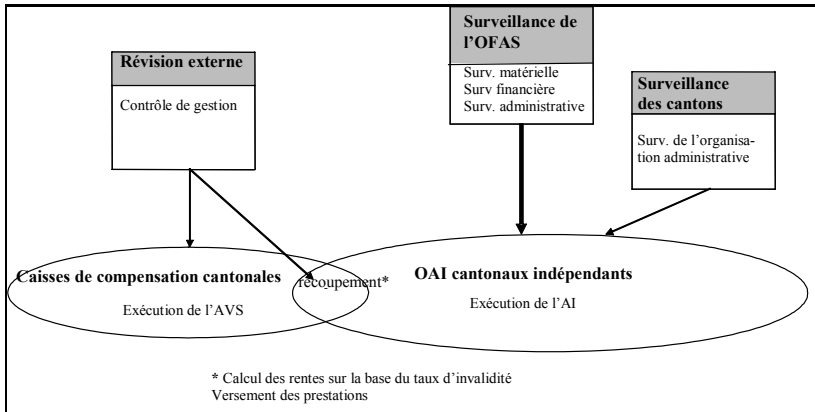 Surveillance de
l'OFAS
Surv. matérielle
Surv financière
Surv. administrative
Révision externe
Contrôle de gestion
Surveillance
des cantons
Surv. de l'organisa-
tion administrative
Caisses de compensation cantonales
Exécution de l'AVS
recoupement*
OAI cantonaux indépendants
Exécution de l'AI
* Calcul des rentes sur la base du taux d'invalidité
Versement des prestations